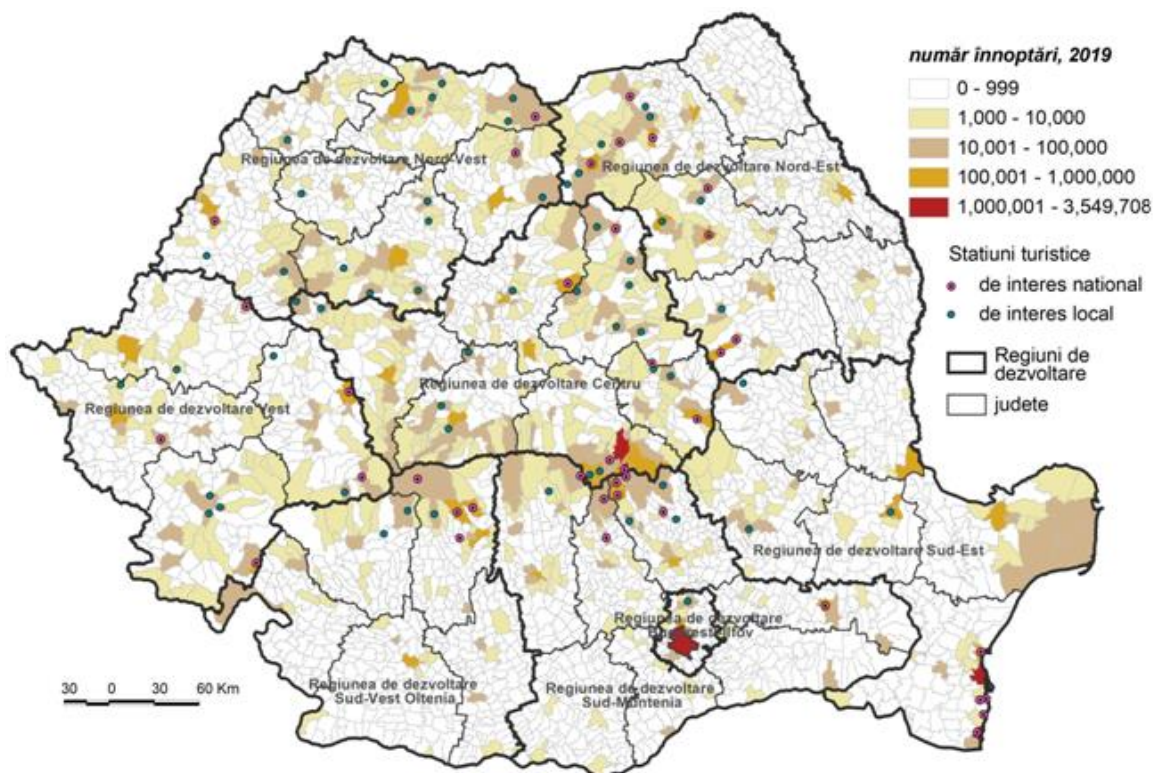 număr înnoptări, 2019
0 - 999
1,000 - 10,000
10,001 - 100,000
100,001 - 1,000,000
1,000,001 - 3,549,708
Statiuni turistice
de interes national
de interes local
Regiuni de
dezvoltare
judete
Regiunea de dezvoltare Nord-Vest
Regiunea de dezvoltare Nord-Est
Regiunea de dezvoltare Centru
Regiunea de dezvoltare Vest
Regiunea de dezvoltare Sud-Est
Regiunea de dezvoltare
Regiunea de dezvoltare
Sud-Vest Oltenia
Regiunea de dezvoltare
Sud-Muntenia
30 0 30 60 Km